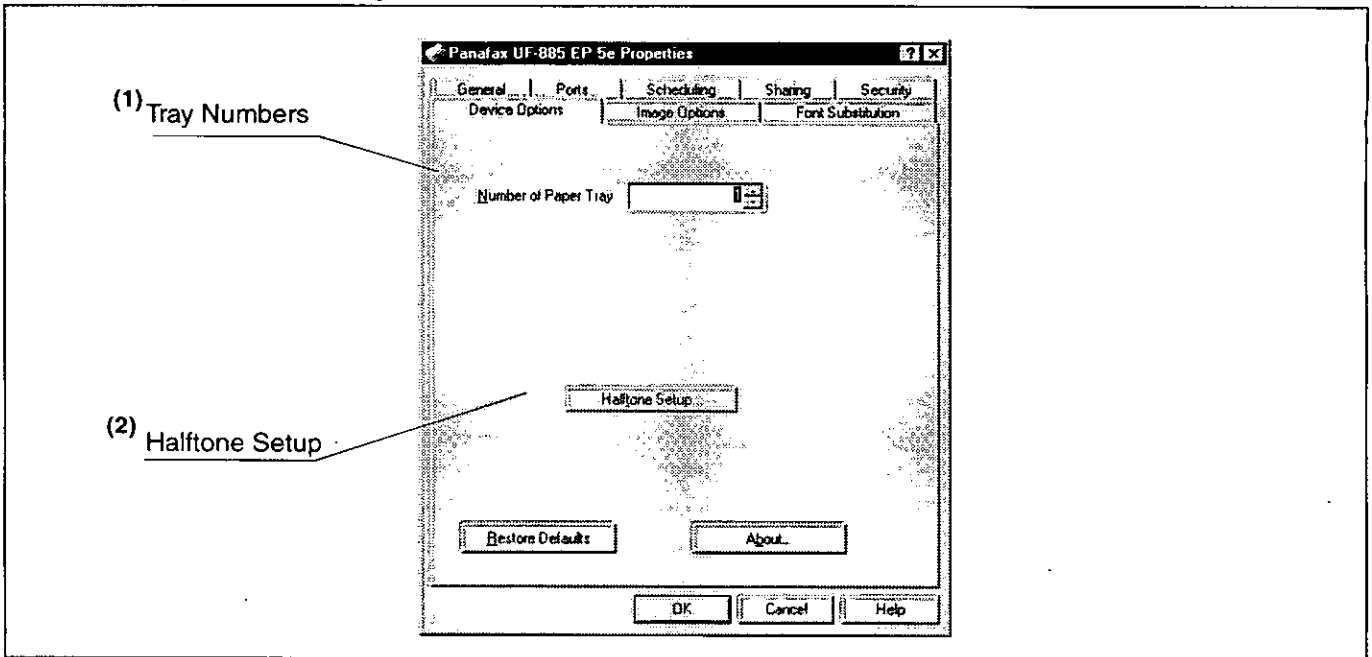 Panafax UF-885 EP 5e Properties
General Ports Scheduling Sharing Security
Device Options Image Options Font Substitution
(1) Tray Numbers
Number of Paper Tray 1
Halftone Setup...
(2) Halftone Setup
Restore Defaults About...
OK Cancel Help